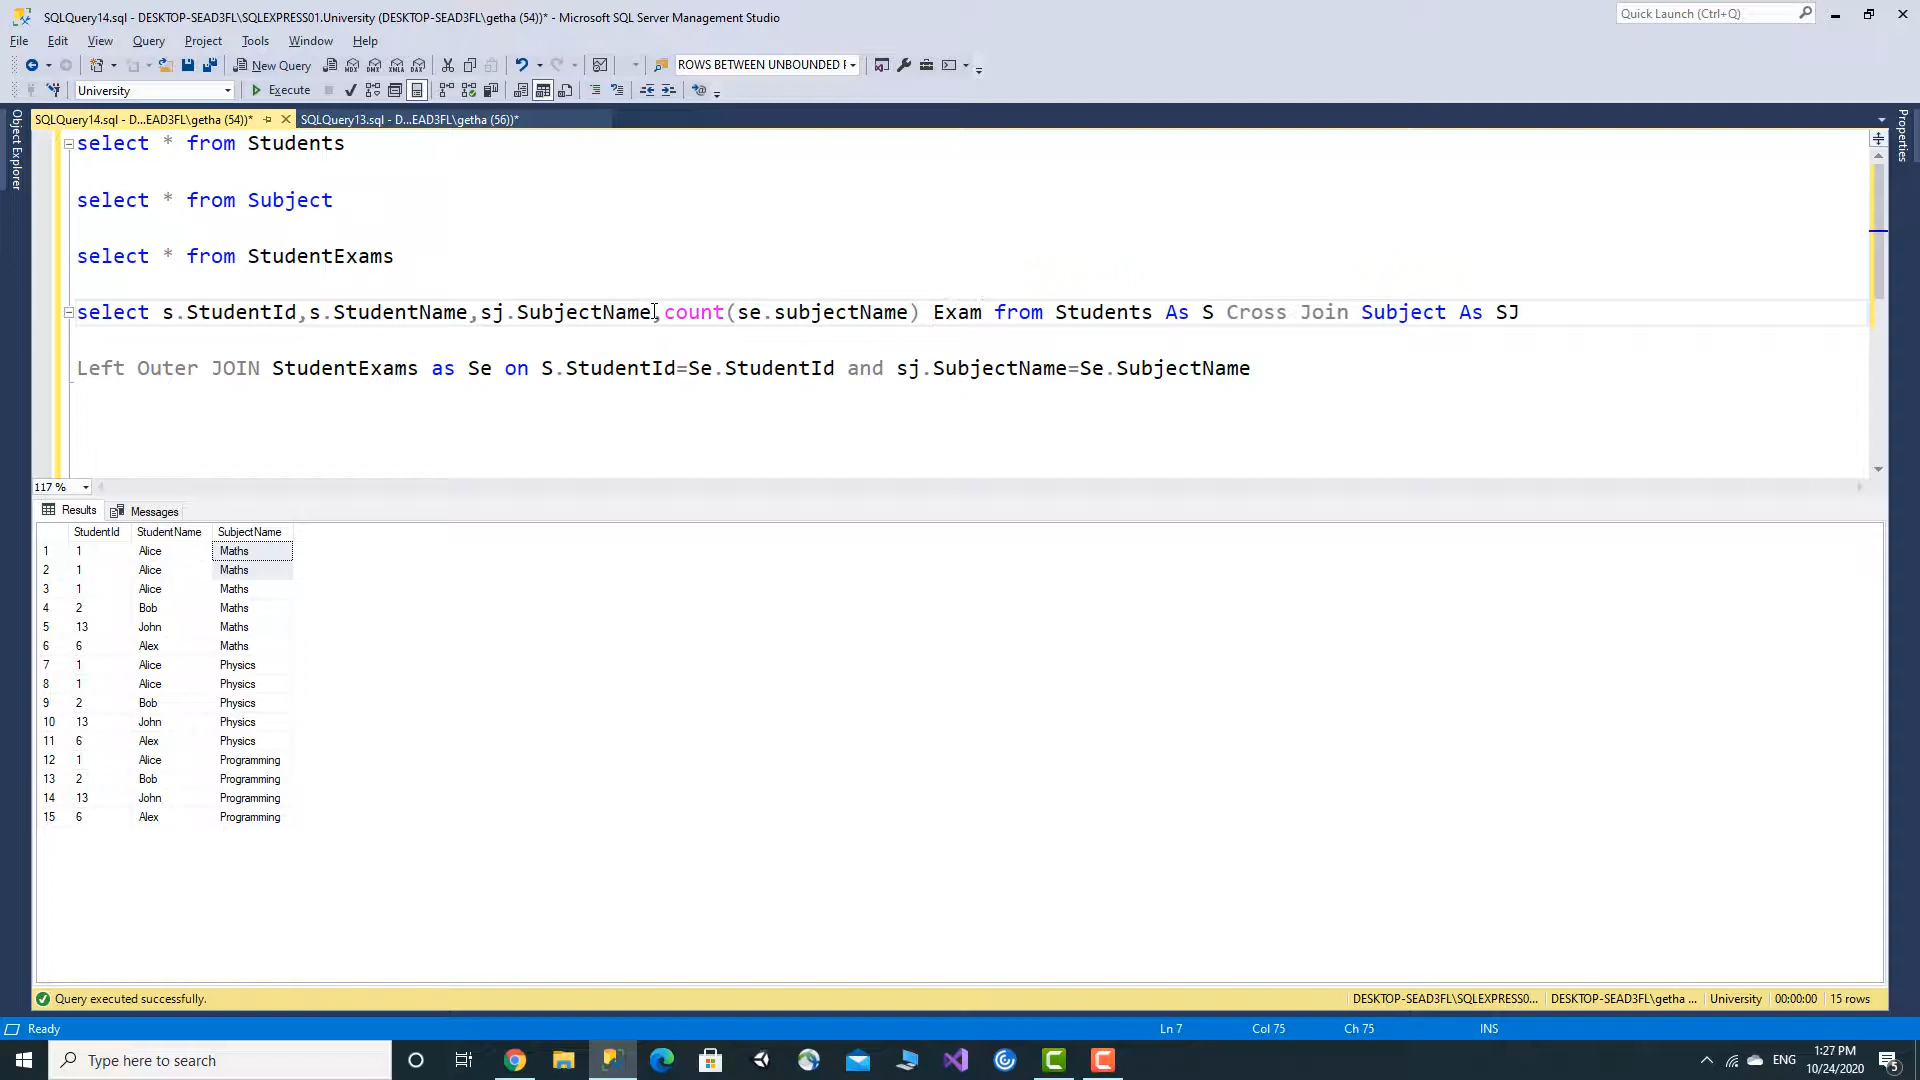 SQLQuery14.sql - DESKTOP-SEAD3FL\SQLEXPRESS01.University (DESKTOP-SEAD3FL\getha (54))* - Microsoft SQL Server Management Studio
Quick Launch (Ctrl+Q)
File Edit View Query Project Tools Window Help
New Query
MDX DMX XMLA DAX
ROWS BETWEEN UNBOUNDED F
University
Execute
SQLQuery14.sql - D...EAD3FL\getha (54))*
SQLQuery13.sql - D...EAD3FL\getha (56))*
Object Explorer
Properties
select * from Students
select * from Subject
select * from StudentExams
select s.StudentId,s.StudentName,sj.SubjectName,count(se.subjectName) Exam from Students As S Cross Join Subject As SJ
Left Outer JOIN StudentExams as Se on S.StudentId=Se.StudentId and sj.SubjectName=Se.SubjectName
117 %
Results Messages
StudentId StudentName SubjectName
1 1 Alice Maths
2 1 Alice Maths
3 1 Alice Maths
4 2 Bob Maths
5 13 John Maths
6 6 Alex Maths
7 1 Alice Physics
8 1 Alice Physics
9 2 Bob Physics
10 13 John Physics
11 6 Alex Physics
12 1 Alice Programming
13 2 Bob Programming
14 13 John Programming
15 6 Alex Programming
Query executed successfully.
DESKTOP-SEAD3FL\SQLEXPRESS0... DESKTOP-SEAD3FL\getha ... University 00:00:00 15 rows
Ready
Ln 7 Col 75 Ch 75 INS
Type here to search
ENG
1:27 PM
10/24/2020
5